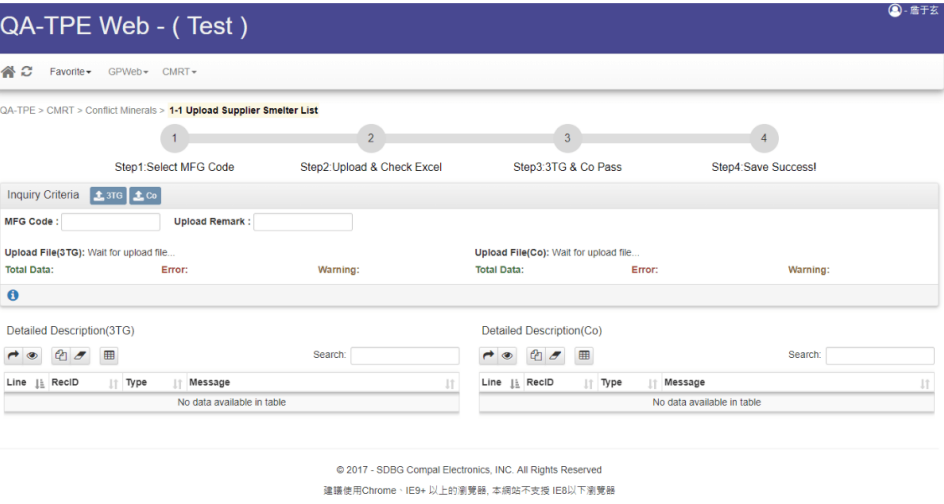 QA-TPE Web - ( Test )
- 詹于玄
Favorite GPWeb CMRT
QA-TPE > CMRT > Conflict Minerals > 1-1 Upload Supplier Smelter List
1 2 3 4
Step1:Select MFG Code Step2:Upload & Check Excel Step3:3TG & Co Pass Step4:Save Success!
Inquiry Criteria 3TG Co
MFG Code : Upload Remark :
Upload File(3TG): Wait for upload file... Upload File(Co): Wait for upload file...
Total Data: Error: Warning: Total Data: Error: Warning:
Detailed Description(3TG) Detailed Description(Co)
Search: Search:
Line RecID Type Message Line RecID Type Message
No data available in table No data available in table
© 2017 - SDBG Compal Electronics, INC. All Rights Reserved
建議使用Chrome、IE9+ 以上的瀏覽器, 本網站不支援 IE8以下瀏覽器